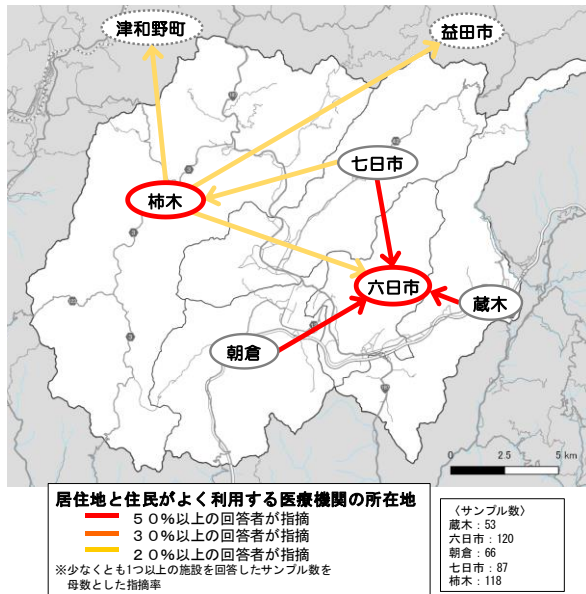 津和野町
益田市
七日市
柿木
六日市
蔵木
朝倉
0 2.5 5 km
居住地と住民がよく利用する医療機関の所在地
５０％以上の回答者が指摘
３０％以上の回答者が指摘
２０％以上の回答者が指摘
※少なくとも1つ以上の施設を回答したサンプル数を
母数とした指摘率
〈サンプル数〉
蔵木：53
六日市：120
朝倉：66
七日市：87
柿木：118